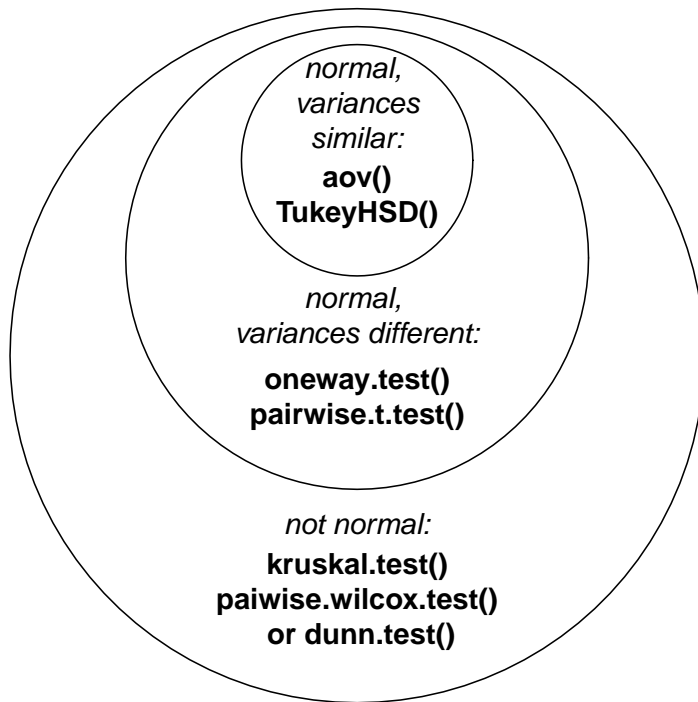 normal,
variances
similar:
aov()
TukeyHSD()
normal,
variances different:
oneway.test()
pairwise.t.test()
not normal:
kruskal.test()
paiwise.wilcox.test()
or dunn.test()